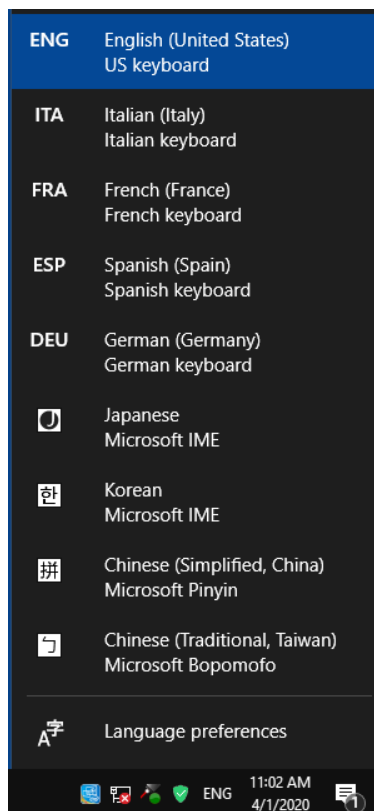 ENG English (United States)
US keyboard
ITA Italian (Italy)
Italian keyboard
FRA French (France)
French keyboard
ESP Spanish (Spain)
Spanish keyboard
DEU German (Germany)
German keyboard
Japanese
Microsoft IME
한 Korean
Microsoft IME
拼 Chinese (Simplified, China)
Microsoft Pinyin
ㄅ Chinese (Traditional, Taiwan)
Microsoft Bopomofo
A字 Language preferences
ENG 11:02 AM
4/1/2020 1